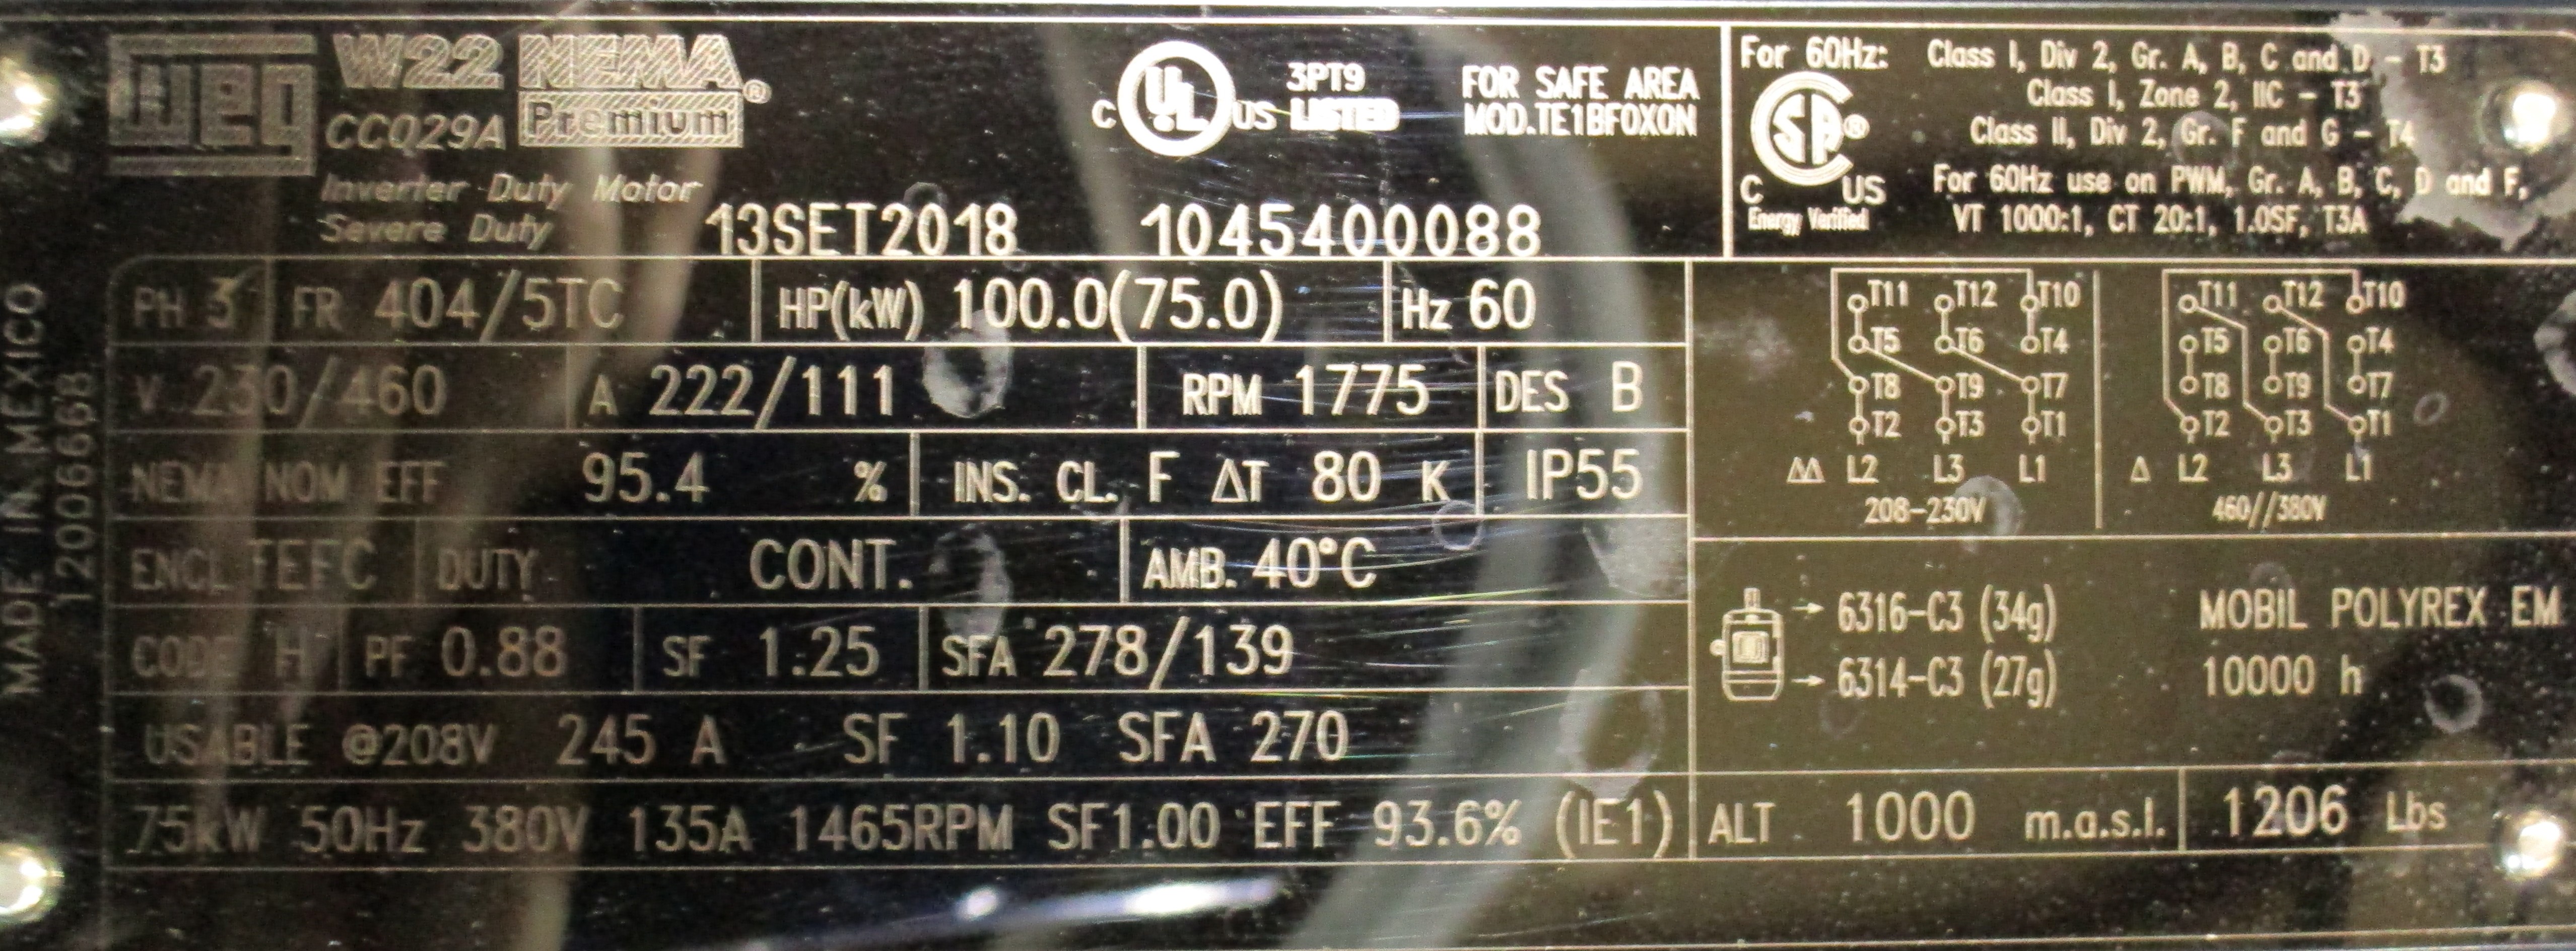 weg W22 NEMA Premium®
CC029A
Inverter Duty Motor
Severe Duty
C UL US 3PT9 LISTED
FOR SAFE AREA
MOD.TE1BFOXON
13SET2018 1045400088
For 60Hz: Class I, Div 2, Gr. A, B, C and D - T3
Class I, Zone 2, IIC - T3
Class II, Div 2, Gr. F and G - T4
C SA® US
Energy Verified
For 60Hz use on PWM, Gr. A, B, C, D and F,
VT 1000:1, CT 20:1, 1.0SF, T3A
MADE IN MEXICO
12006668
PH 3 FR 404/5TC HP(kW) 100.0(75.0) Hz 60
V 230/460 A 222/111 RPM 1775 DES B
NEMA NOM EFF 95.4 % INS. CL. F ΔT 80 K IP55
ENCL TEFC DUTY CONT. AMB. 40°C
CODE H PF 0.88 SF 1.25 SFA 278/139
USABLE @208V 245 A SF 1.10 SFA 270
75kW 50Hz 380V 135A 1465RPM SF1.00 EFF 93.6% (IE1)
T11 T12 T10
T5 T6 T4
T8 T9 T7
T2 T3 T1
ΔΔ L2 L3 L1
208-230V
T11 T12 T10
T5 T6 T4
T8 T9 T7
T2 T3 T1
Δ L2 L3 L1
460//380V
→ 6316-C3 (34g) MOBIL POLYREX EM
→ 6314-C3 (27g) 10000 h
ALT 1000 m.a.s.l. 1206 Lbs